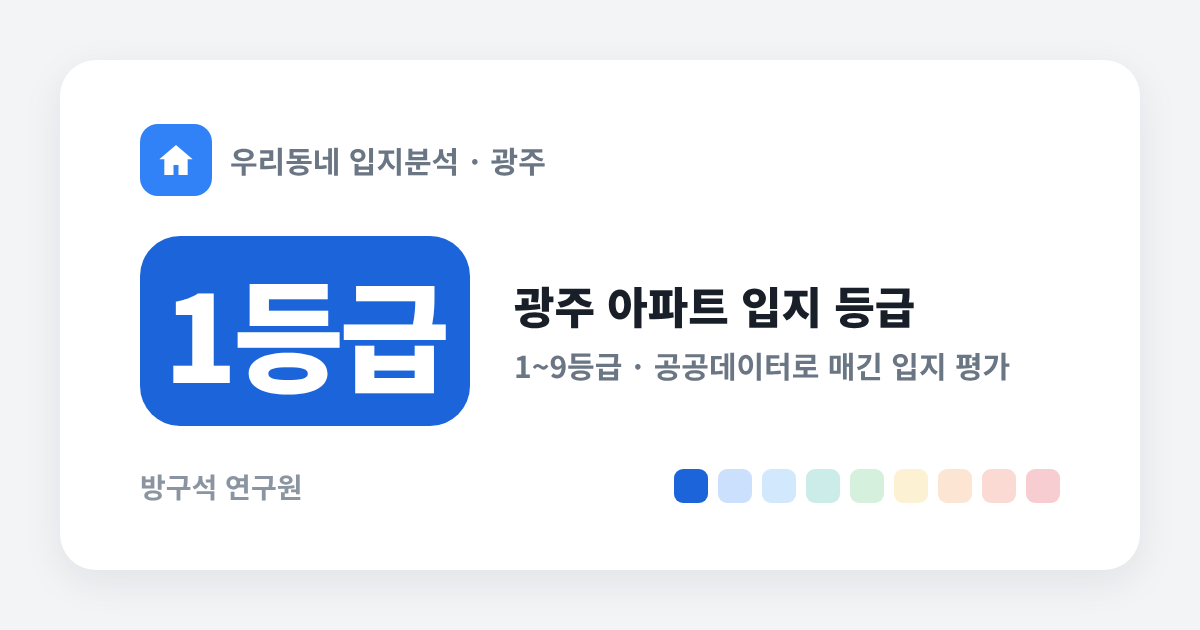 우리동네 입지분석 · 광주
1등급
광주 아파트 입지 등급
1~9등급 · 공공데이터로 매긴 입지 평가
방구석 연구원